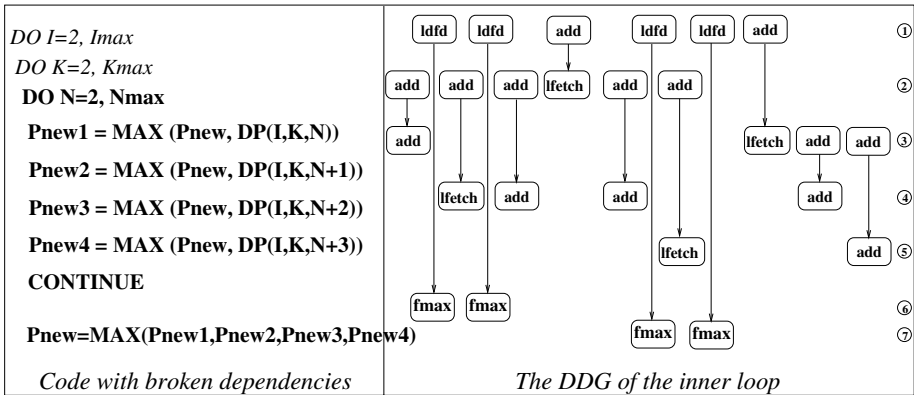 DO I=2, Imax
DO K=2, Kmax
DO N=2, Nmax
Pnew1 = MAX (Pnew, DP(I,K,N))
Pnew2 = MAX (Pnew, DP(I,K,N+1))
Pnew3 = MAX (Pnew, DP(I,K,N+2))
Pnew4 = MAX (Pnew, DP(I,K,N+3))
CONTINUE
Pnew=MAX(Pnew1,Pnew2,Pnew3,Pnew4)
Code with broken dependencies
ldfd ldfd add ldfd ldfd add 1
add add add lfetch add add 2
add lfetch add add 3
lfetch add add add 4
lfetch add 5
fmax fmax 6
fmax fmax 7
The DDG of the inner loop